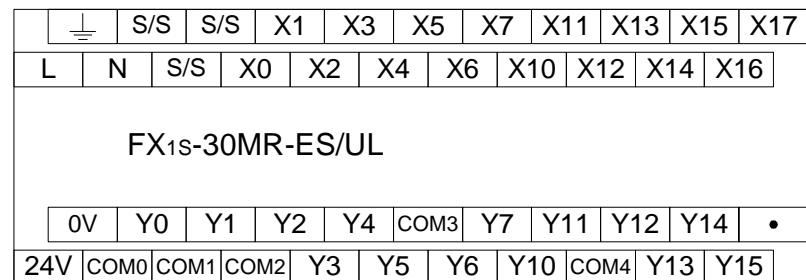 S/S S/S X1 X3 X5 X7 X11 X13 X15 X17
L N S/S X0 X2 X4 X6 X10 X12 X14 X16
FX1S-30MR-ES/UL
0V Y0 Y1 Y2 Y4 COM3 Y7 Y11 Y12 Y14 •
24V COM0 COM1 COM2 Y3 Y5 Y6 Y10 COM4 Y13 Y15